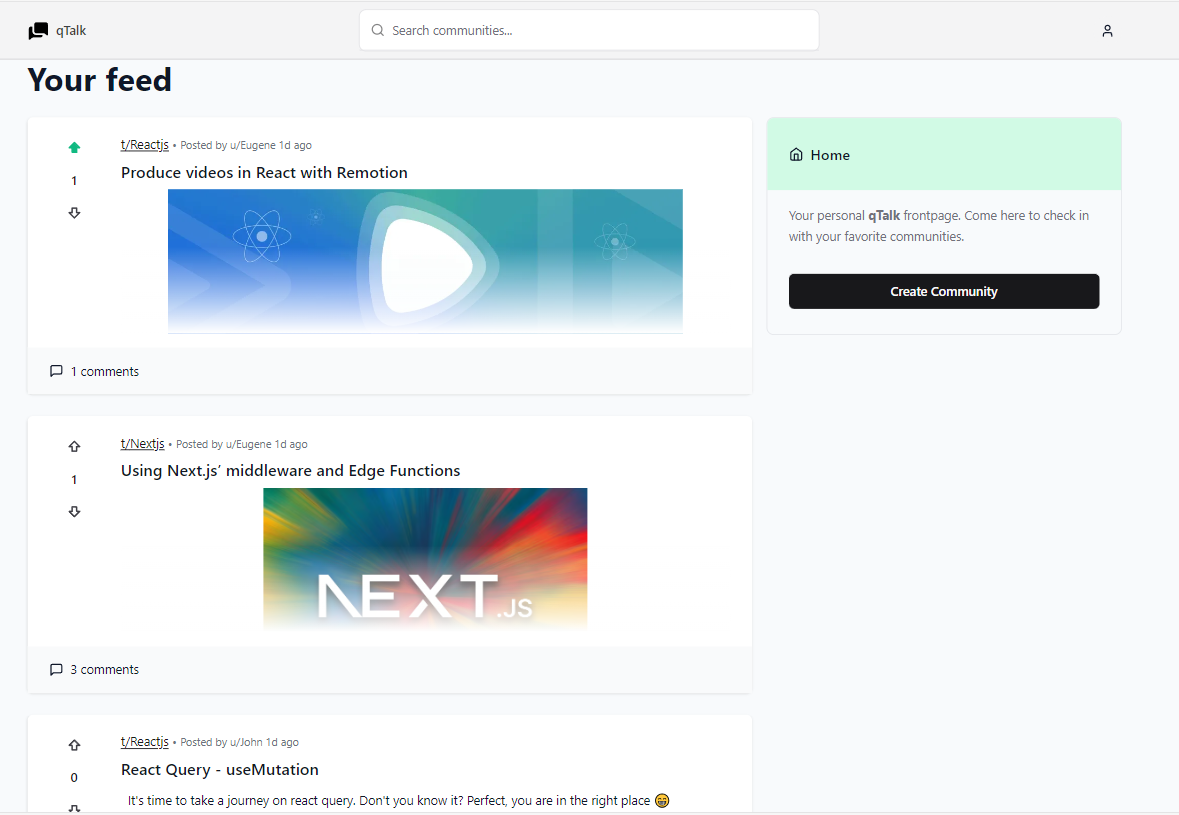 qTalk
Search communities...
Your feed
t/Reactjs • Posted by u/Eugene 1d ago
1
Produce videos in React with Remotion
1 comments
Home
Your personal qTalk frontpage. Come here to check in
with your favorite communities.
Create Community
t/Nextjs • Posted by u/Eugene 1d ago
1
Using Next.js’ middleware and Edge Functions
NEXT.JS
3 comments
t/Reactjs • Posted by u/John 1d ago
0
React Query - useMutation
It's time to take a journey on react query. Don't you know it? Perfect, you are in the right place 😁